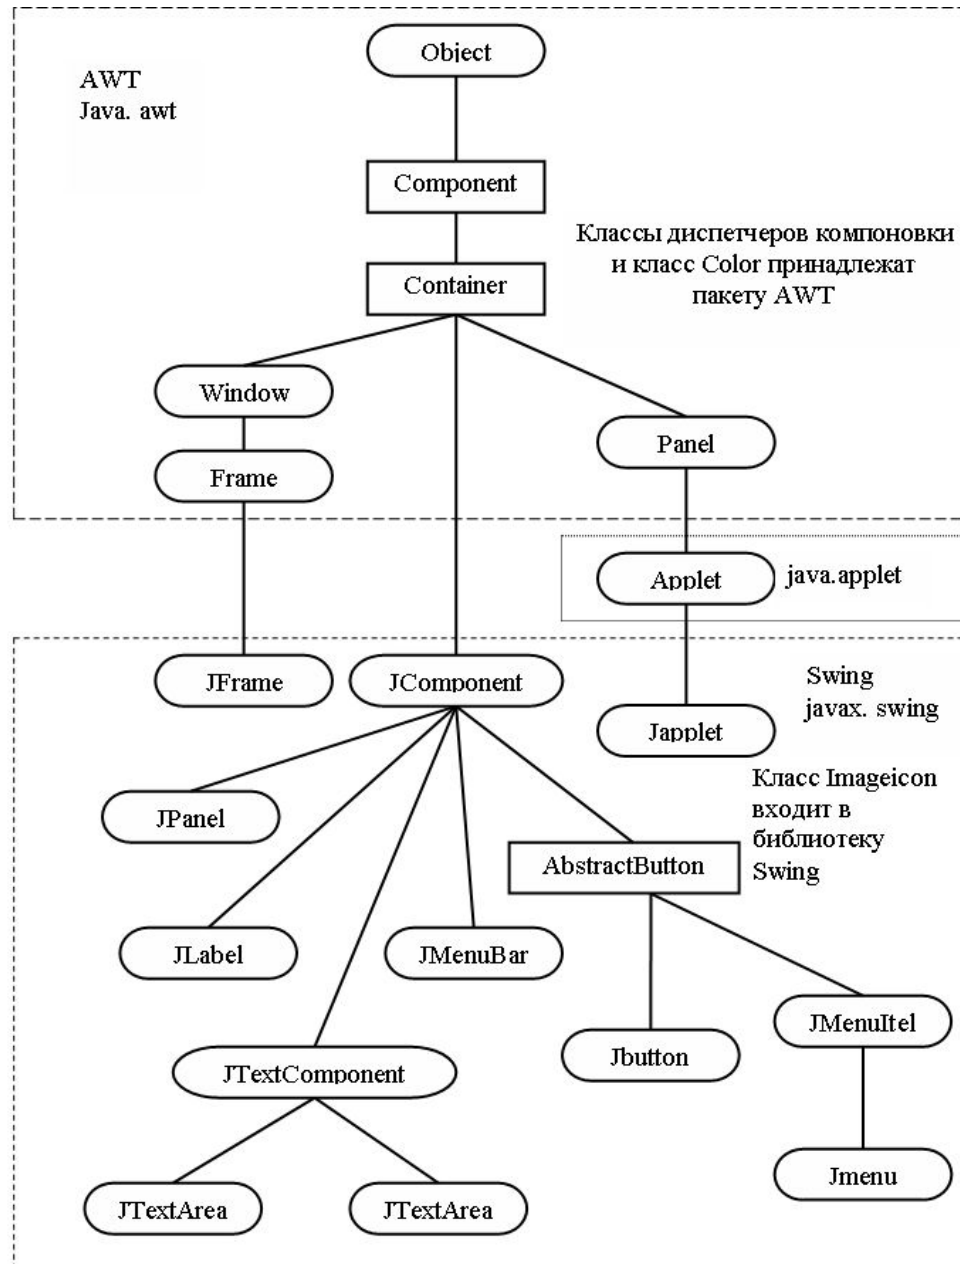 Object
AWT
Java. awt
Component
Классы диспетчеров компоновки
и класс Color принадлежат
пакету AWT
Container
Window
Panel
Frame
Applet
java.applet
JFrame
JComponent
Swing
javax. swing
Japplet
Класс Imageicon
входит в
библиотеку
Swing
JPanel
AbstractButton
JLabel
JMenuBar
JMenuItel
Jbutton
JTextComponent
Jmenu
JTextArea
JTextArea